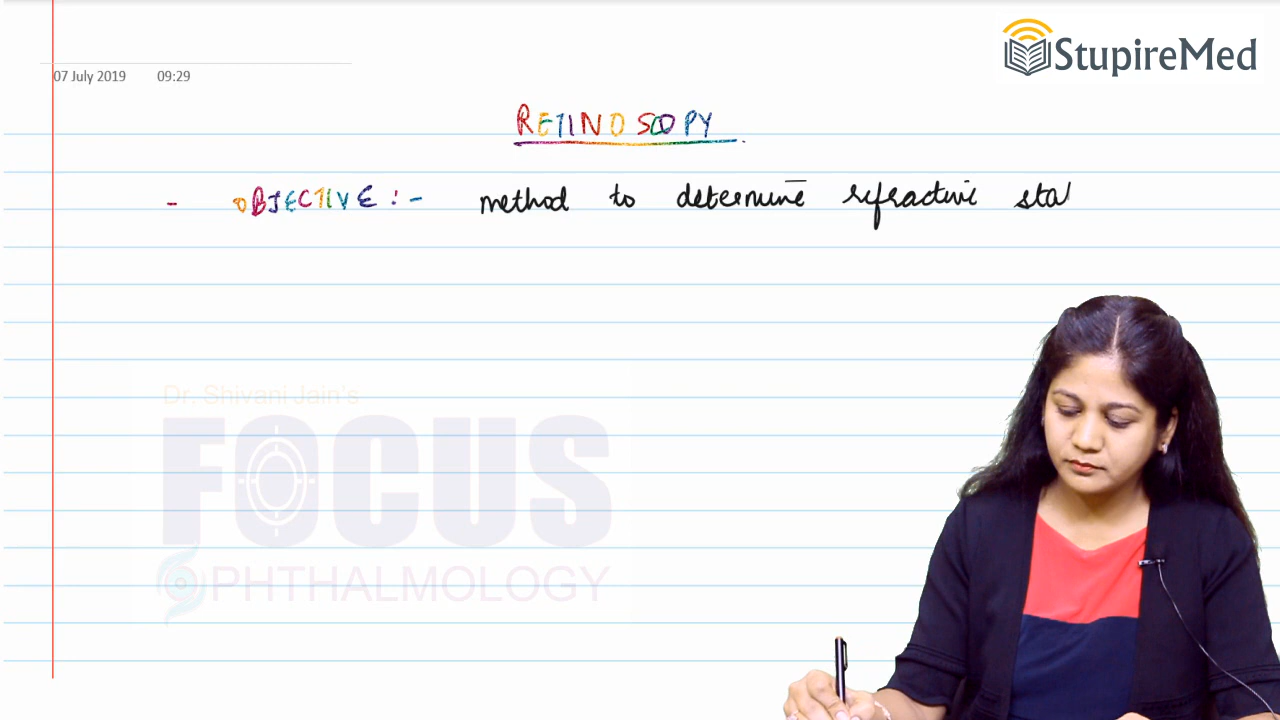 StupireMed
07 July 2019 09:29
RETINOSCOPY
- OBJECTIVE :- method to determine refractive sta
Dr. Shivani Jain's
FOCUS
OPHTHALMOLOGY